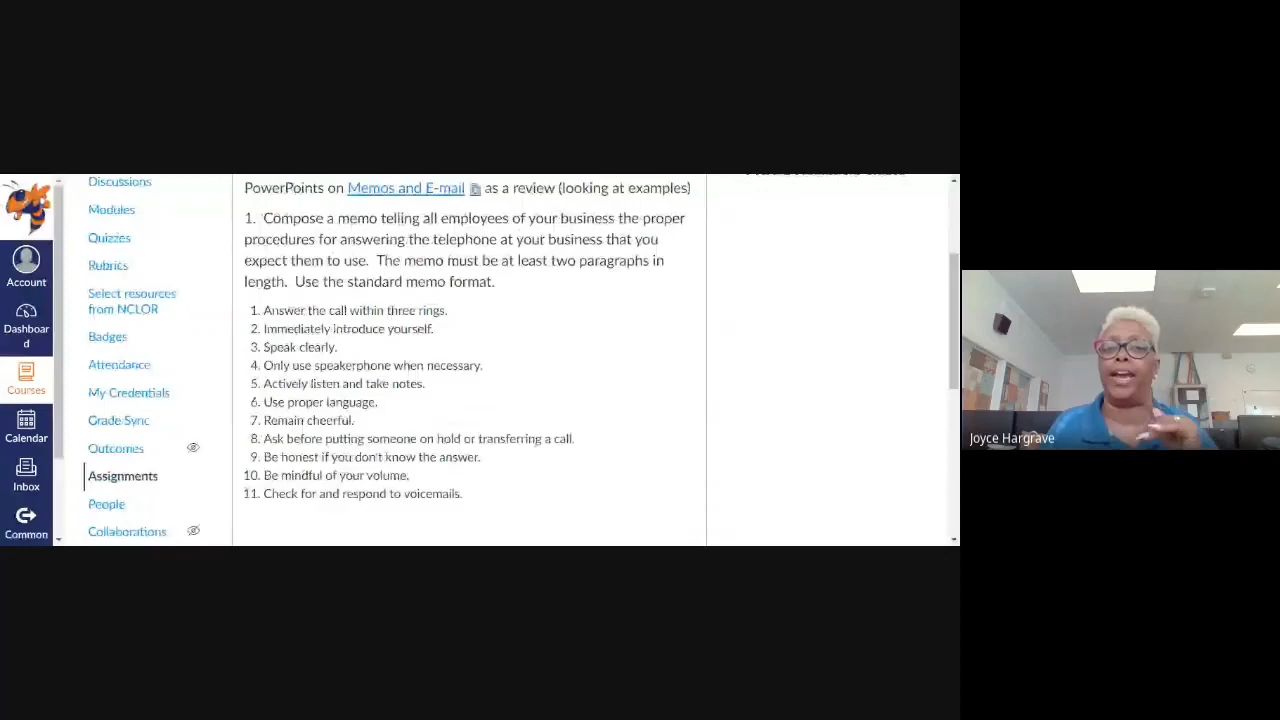 Discussions
Modules
Quizzes
Rubrics
Select resources
from NCLOR
Badges
Attendance
My Credentials
Grade Sync
Outcomes
Assignments
People
Collaborations
Account
Dashboar
d
Courses
Calendar
Inbox
Common
PowerPoints on Memos and E-mail as a review (looking at examples)
1. Compose a memo telling all employees of your business the proper
procedures for answering the telephone at your business that you
expect them to use. The memo must be at least two paragraphs in
length. Use the standard memo format.
1. Answer the call within three rings.
2. Immediately introduce yourself.
3. Speak clearly.
4. Only use speakerphone when necessary.
5. Actively listen and take notes.
6. Use proper language.
7. Remain cheerful.
8. Ask before putting someone on hold or transferring a call.
9. Be honest if you don't know the answer.
10. Be mindful of your volume.
11. Check for and respond to voicemails.
Joyce Hargrave